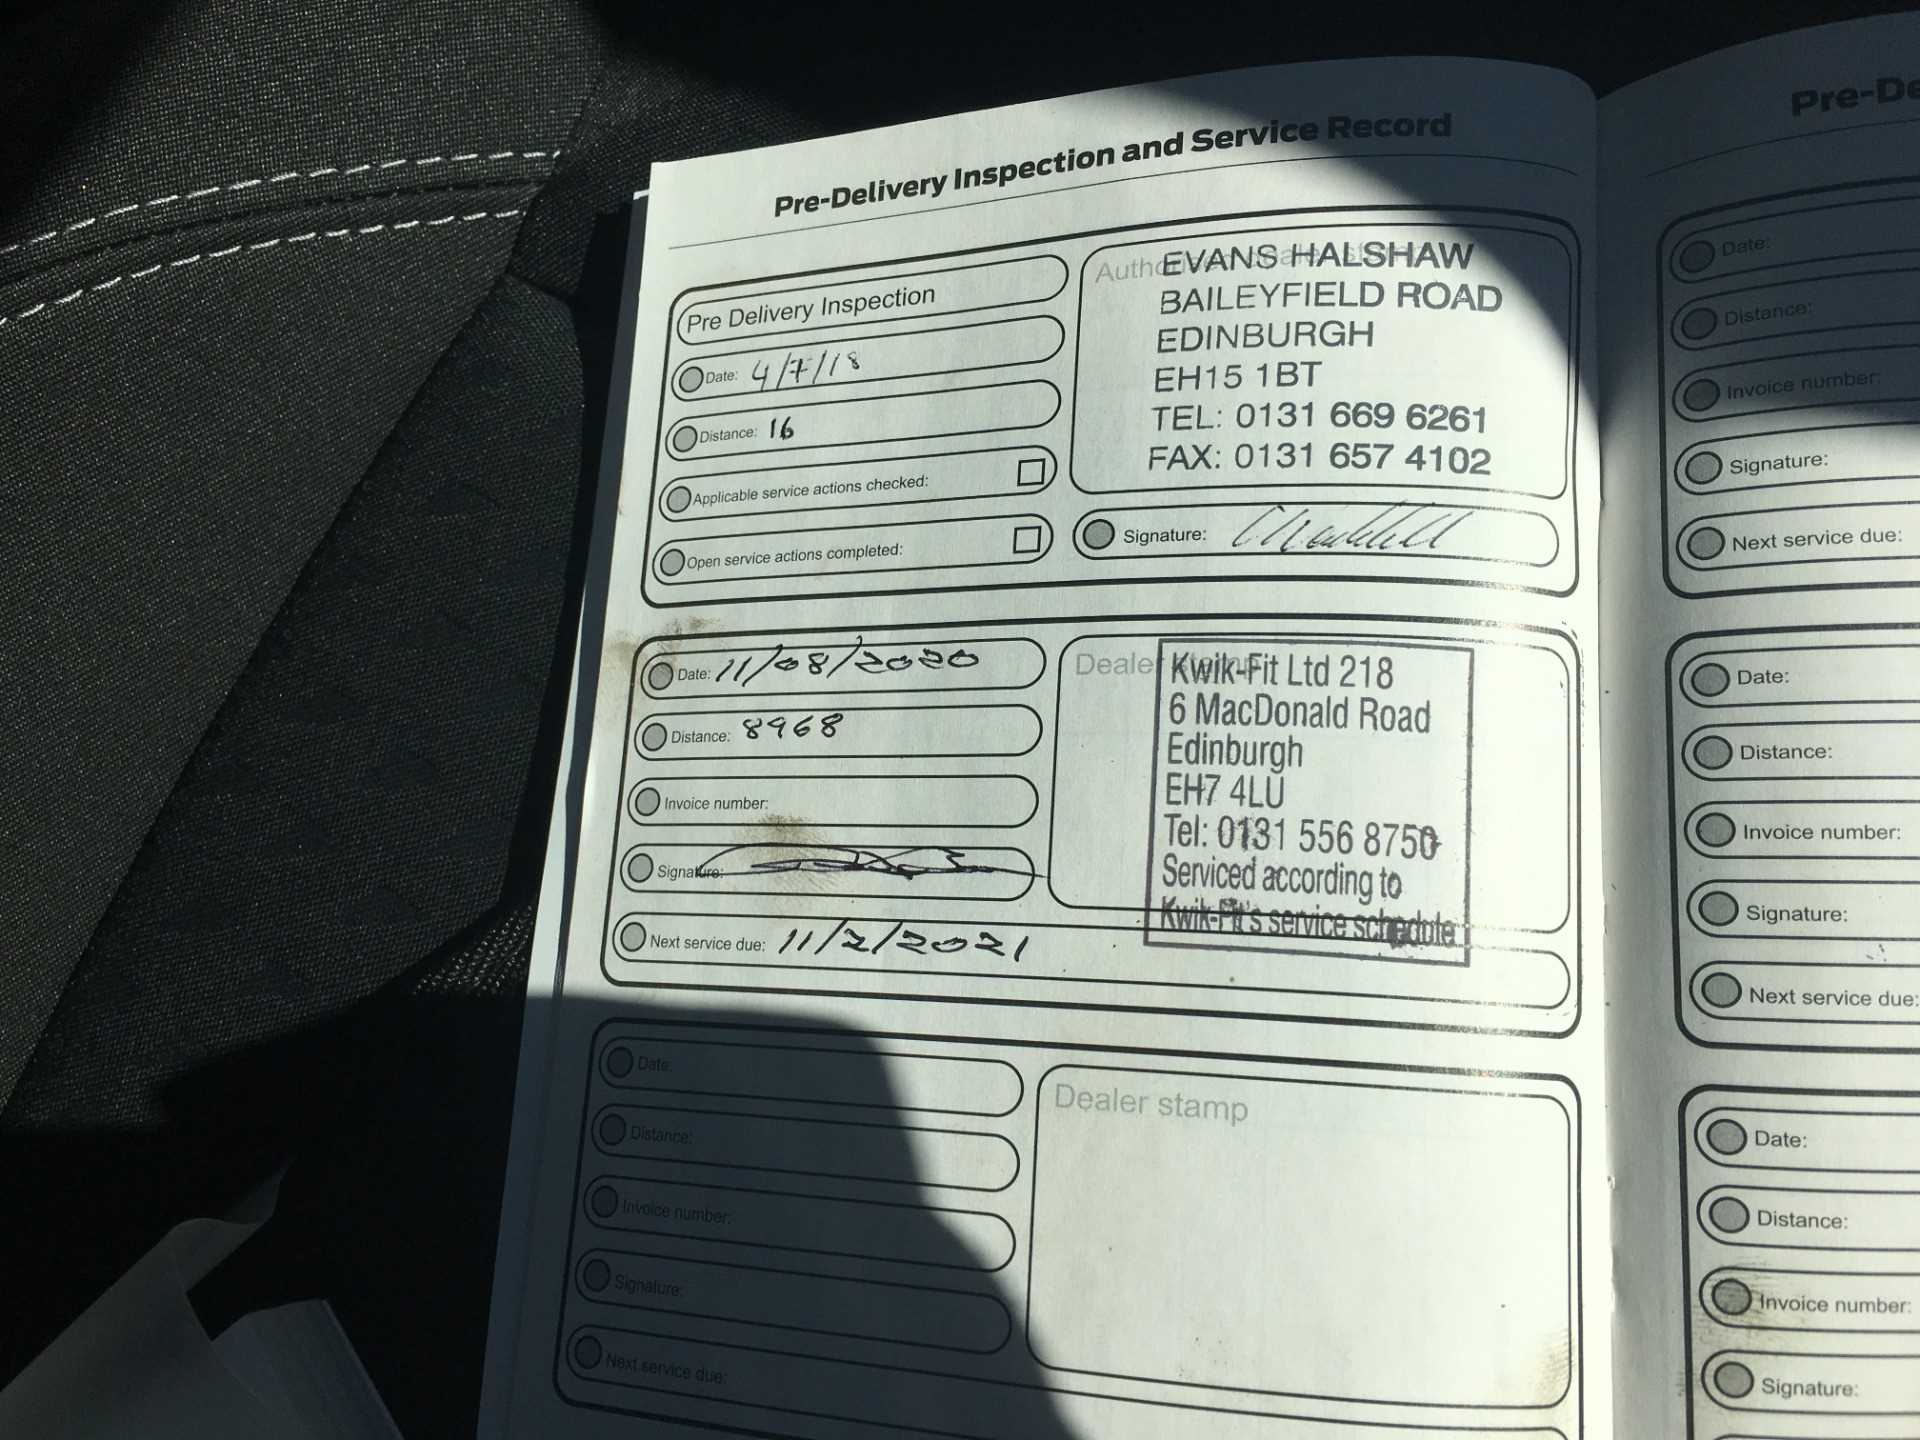 Pre-Delivery Inspection and Service Record
Pre Delivery Inspection
Date: 4/7/18
Distance: 16
Applicable service actions checked:
Open service actions completed:
Authorised dealer stamp
EVANS HALSHAW
BAILEYFIELD ROAD
EDINBURGH
EH15 1BT
TEL: 0131 669 6261
FAX: 0131 657 4102
Signature:
Date: 11/08/2020
Distance: 8968
Invoice number:
Signature:
Next service due: 11/2/2021
Dealer stamp
Kwik-Fit Ltd 218
6 MacDonald Road
Edinburgh
EH7 4LU
Tel: 0131 556 8750
Serviced according to
Kwik-Fit's service schedule
Date:
Distance:
Invoice number:
Signature:
Next service due:
Dealer stamp
Pre-De
Date:
Distance:
Invoice number:
Signature:
Next service due:
Date:
Distance:
Invoice number:
Signature:
Next service due:
Date:
Distance:
Invoice number:
Signature: